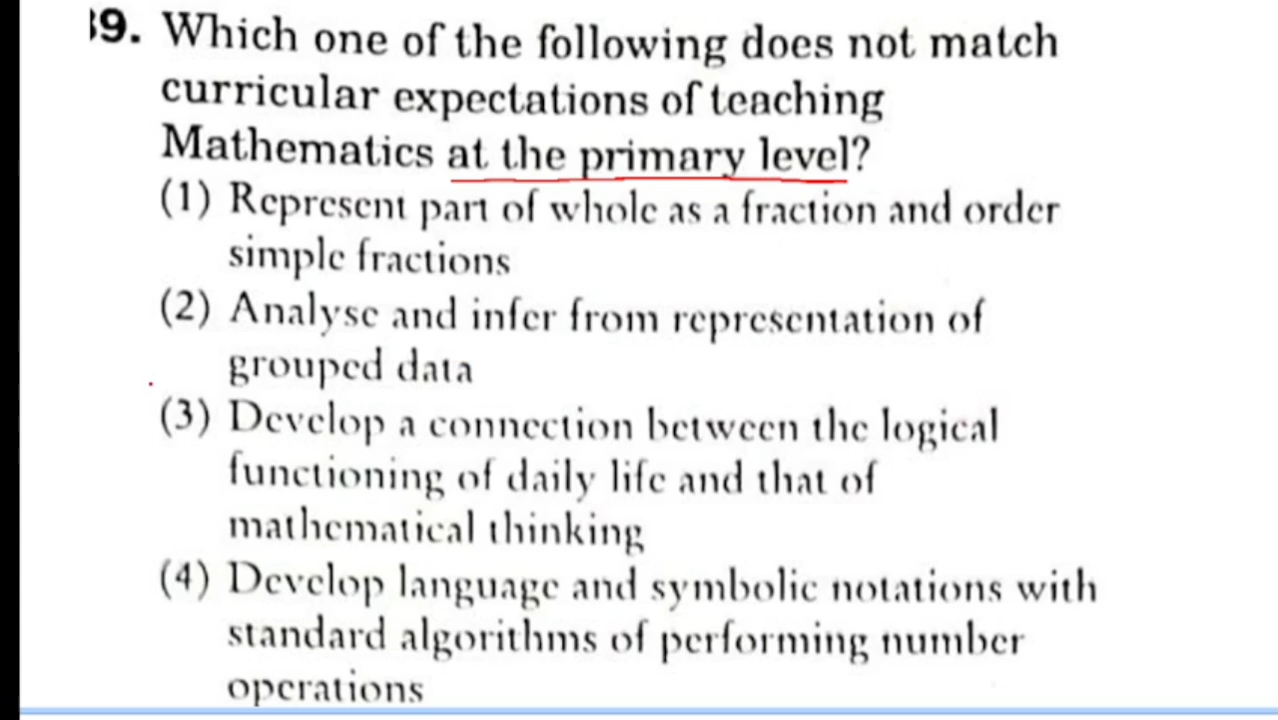 39. Which one of the following does not match
curricular expectations of teaching
Mathematics at the primary level?
(1) Represent part of whole as a fraction and order
simple fractions
(2) Analyse and infer from representation of
grouped data
(3) Develop a connection between the logical
functioning of daily life and that of
mathematical thinking
(4) Develop language and symbolic notations with
standard algorithms of performing number
operations